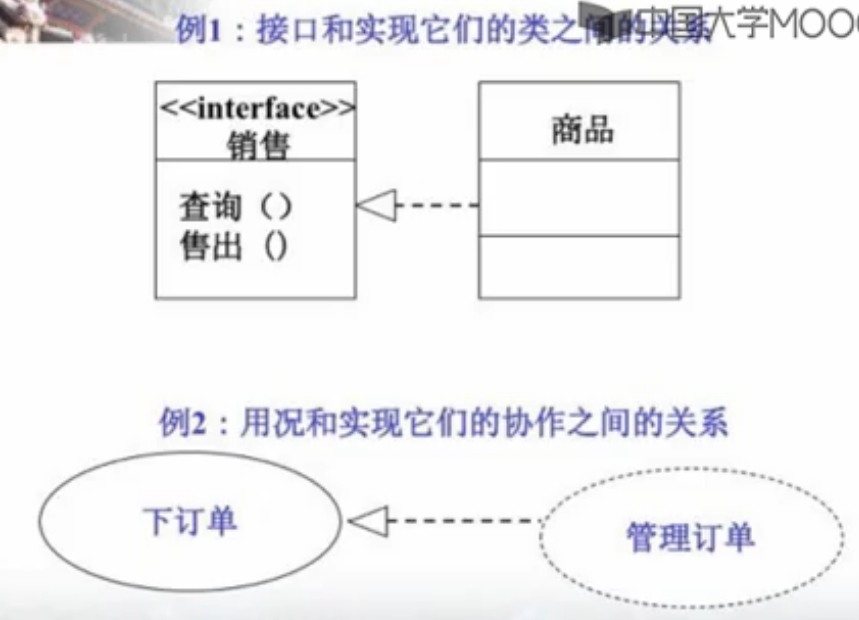 例1：接口和实现它们的类之间的关系
中国大学MOOC
<<interface>>
销售
商品
查询（）
售出（）
例2：用况和实现它们的协作之间的关系
下订单
管理订单